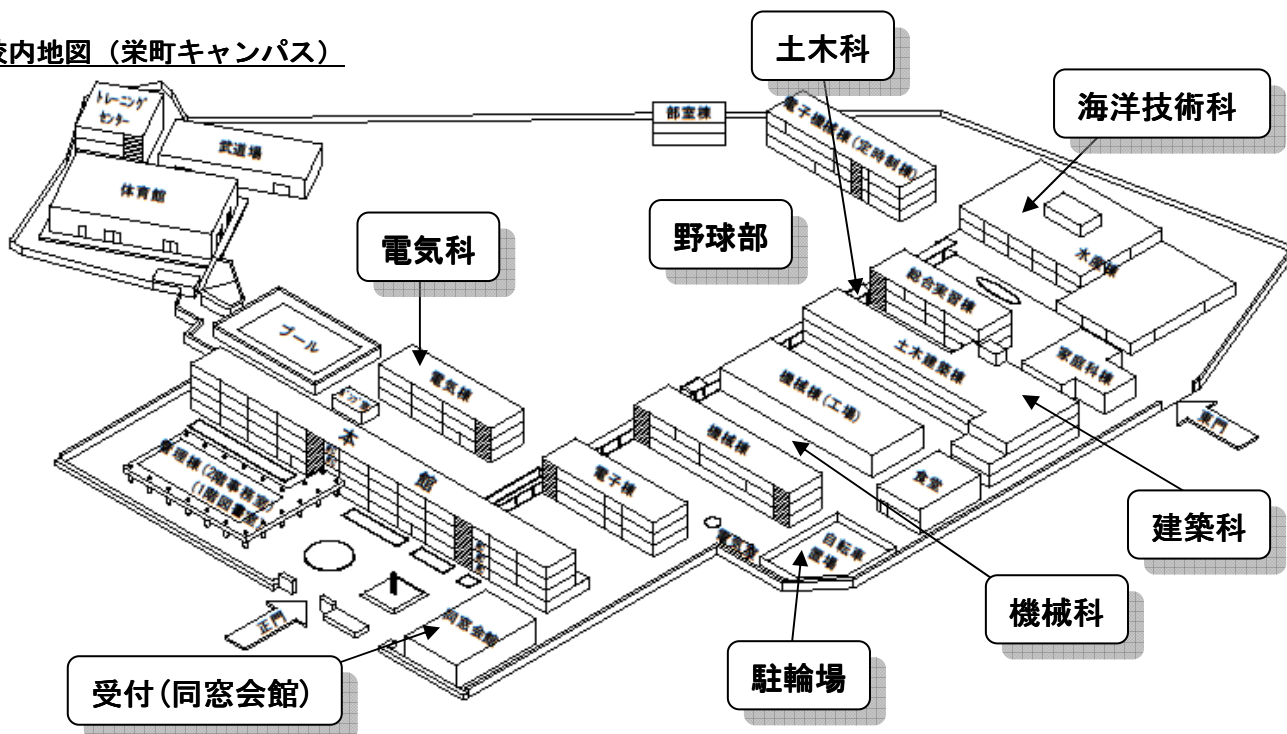 校内地図（栄町キャンパス）
土木科
海洋技術科
電気科
野球部
トレーニング
センター
武道場
体育館
部室棟
電子機械棟(定時制棟)
水産棟
総合実習棟
家庭科棟
土木建築棟
プール
電気棟
機械棟(工場)
機械棟
本館
管理棟(2階事務室)
(1階図書室)
電子棟
食堂
自転車
置場
東門
正門
同窓会館
建築科
機械科
駐輪場
受付(同窓会館)